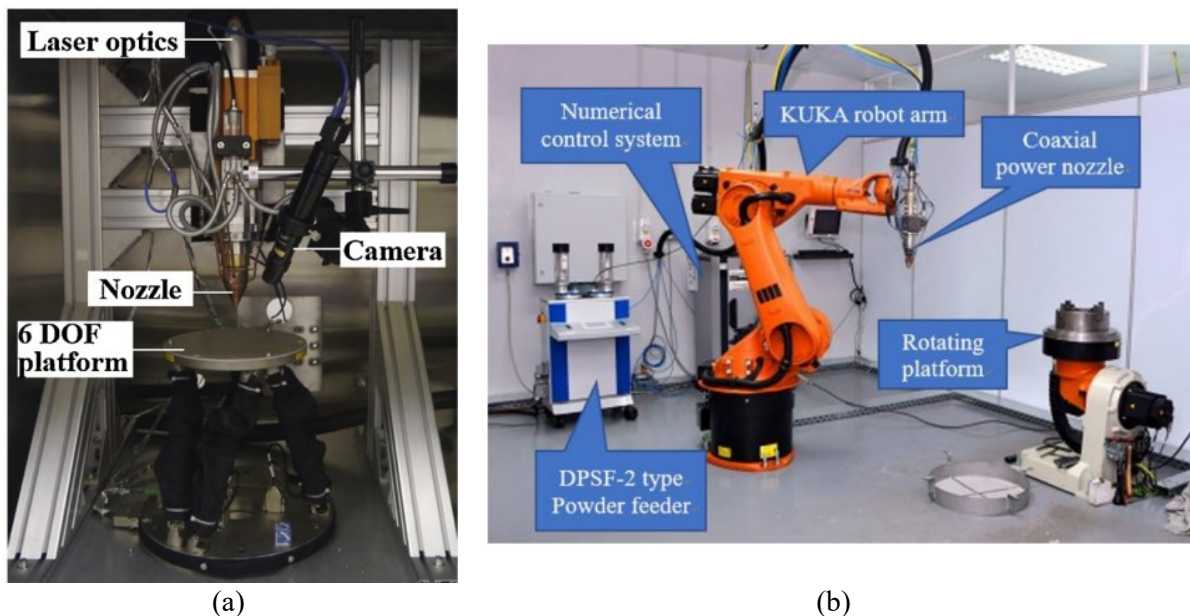 Laser optics
Camera
Nozzle
6 DOF
platform
(a)
Numerical
control system
KUKA robot arm
Coaxial
power nozzle
Rotating
platform
DPSF-2 type
Powder feeder
(b)